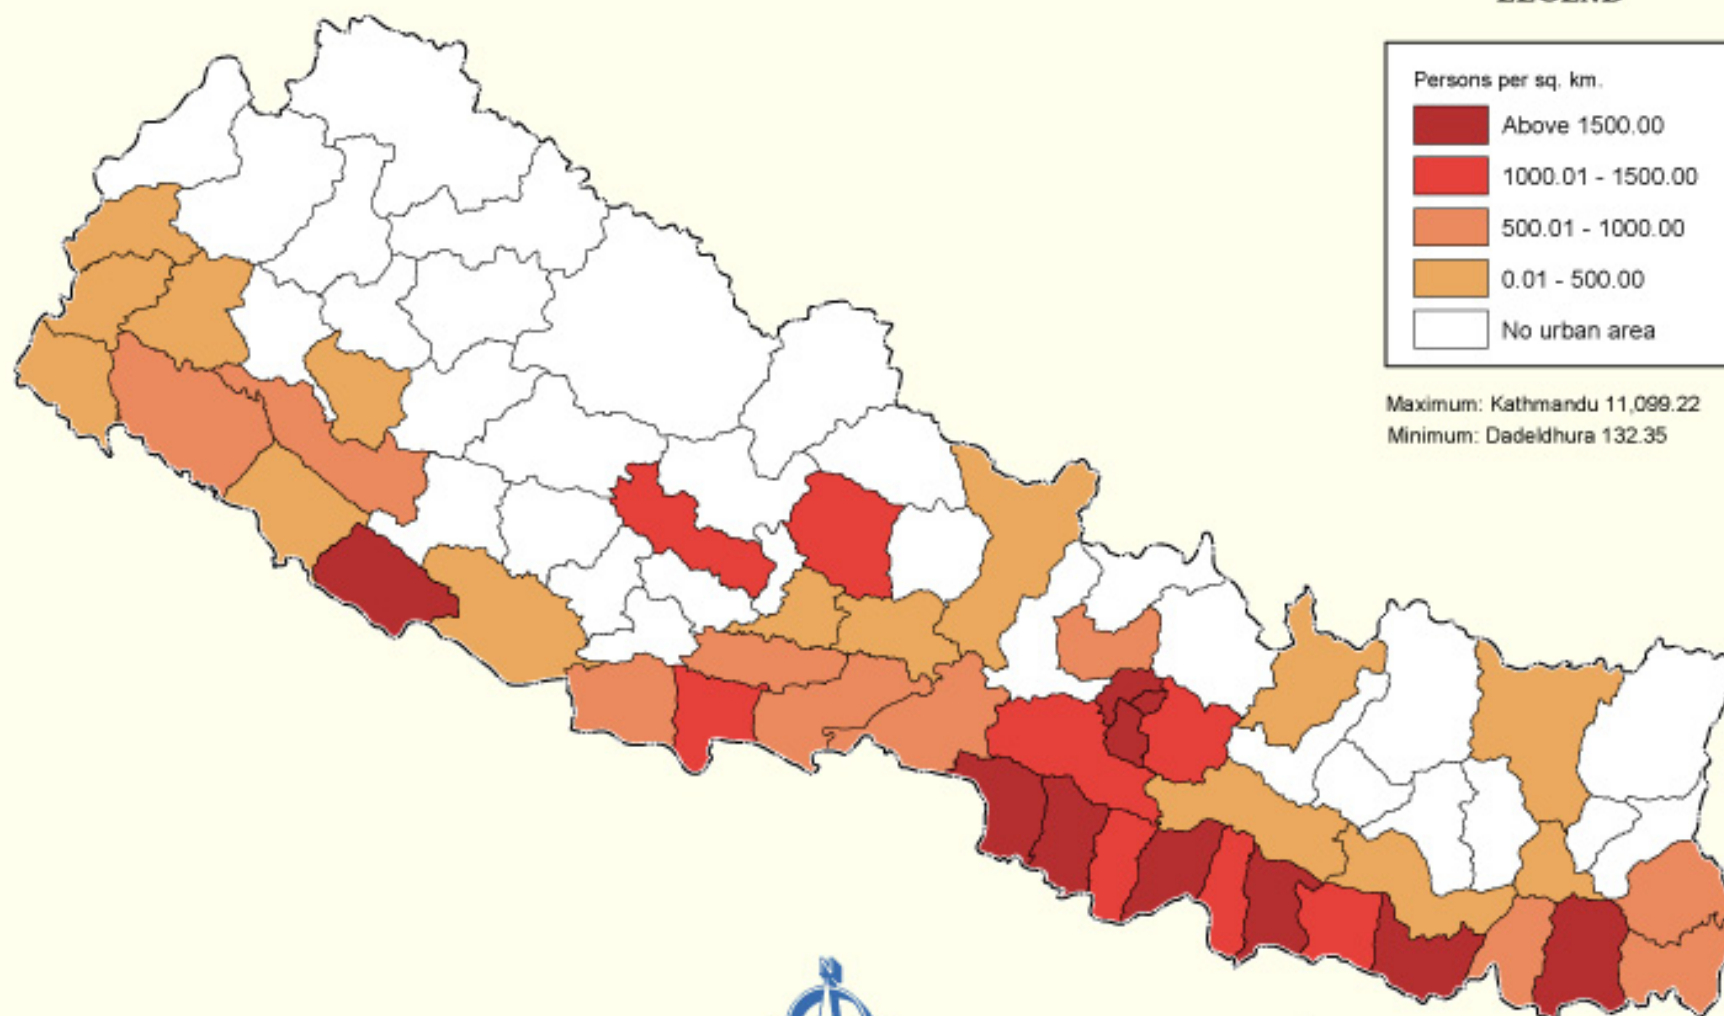 LEGEND
Persons per sq. km.
Above 1500.00
1000.01 - 1500.00
500.01 - 1000.00
0.01 - 500.00
No urban area
Maximum: Kathmandu 11,099.22
Minimum: Dadeldhura 132.35
N